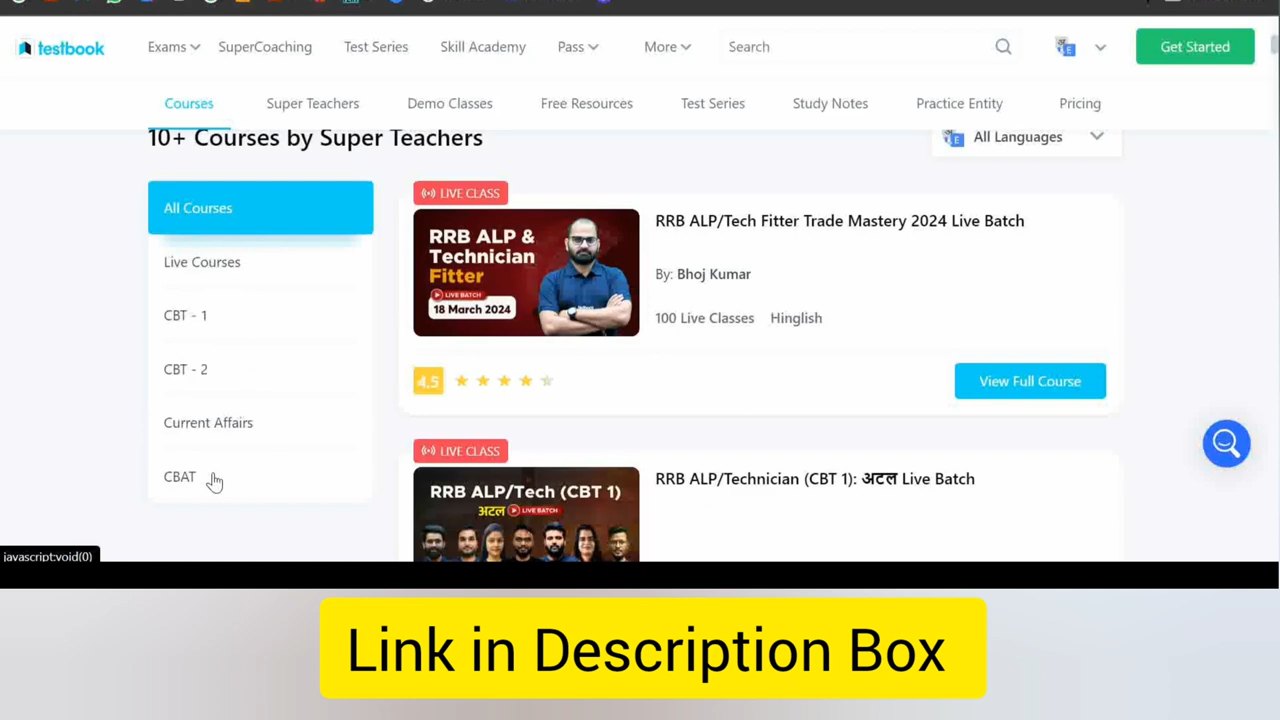 testbook
Exams SuperCoaching Test Series Skill Academy Pass More Search Get Started
Courses Super Teachers Demo Classes Free Resources Test Series Study Notes Practice Entity Pricing
10+ Courses by Super Teachers
All Languages
All Courses
Live Courses
CBT - 1
CBT - 2
Current Affairs
CBAT
LIVE CLASS
RRB ALP &
Technician
Fitter
LIVE BATCH
18 March 2024
RRB ALP/Tech Fitter Trade Mastery 2024 Live Batch
By: Bhoj Kumar
100 Live Classes Hinglish
4.5
View Full Course
LIVE CLASS
RRB ALP/Tech (CBT 1)
अटल LIVE BATCH
RRB ALP/Technician (CBT 1): अटल Live Batch
javascript:void(0)
Link in Description Box